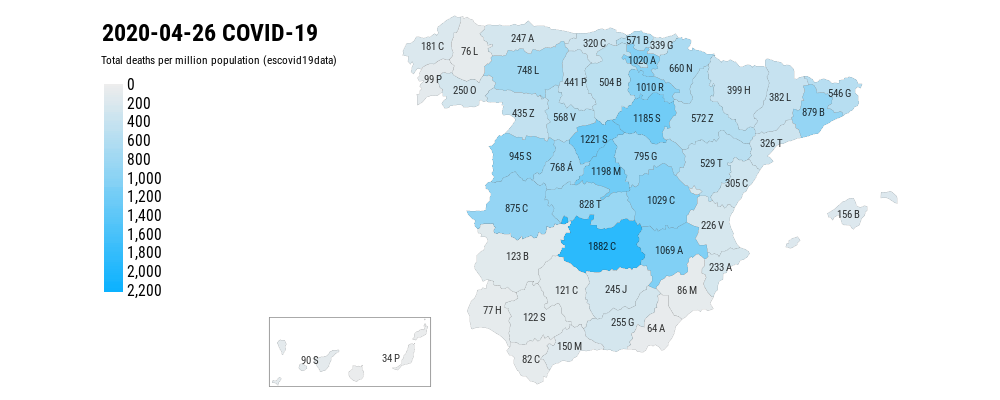 2020-04-26 COVID-19
Total deaths per million population (escovid19data)
0
200
400
600
800
1,000
1,200
1,400
1,600
1,800
2,000
2,200
181 C
76 L
247 A
320 C
571 B
339 G
1020 A
660 N
99 P
250 O
748 L
441 P
504 B
1010 R
399 H
382 L
546 G
879 B
435 Z
568 V
1185 S
572 Z
326 T
1221 S
945 S
768 Á
1198 M
795 G
529 T
305 C
875 C
828 T
1029 C
226 V
156 B
123 B
1882 C
1069 A
233 A
121 C
245 J
86 M
77 H
122 S
255 G
64 A
150 M
82 C
90 S
34 P